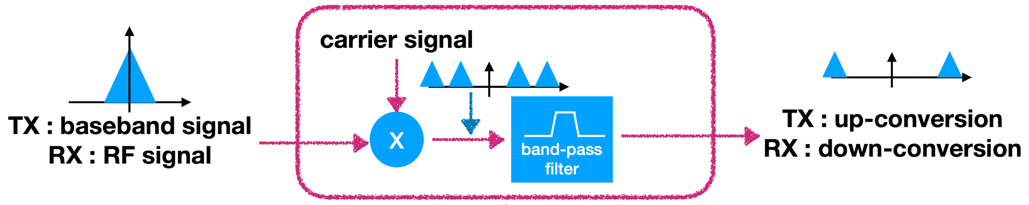 carrier signal
TX : baseband signal
RX : RF signal
X
band-pass
filter
TX : up-conversion
RX : down-conversion